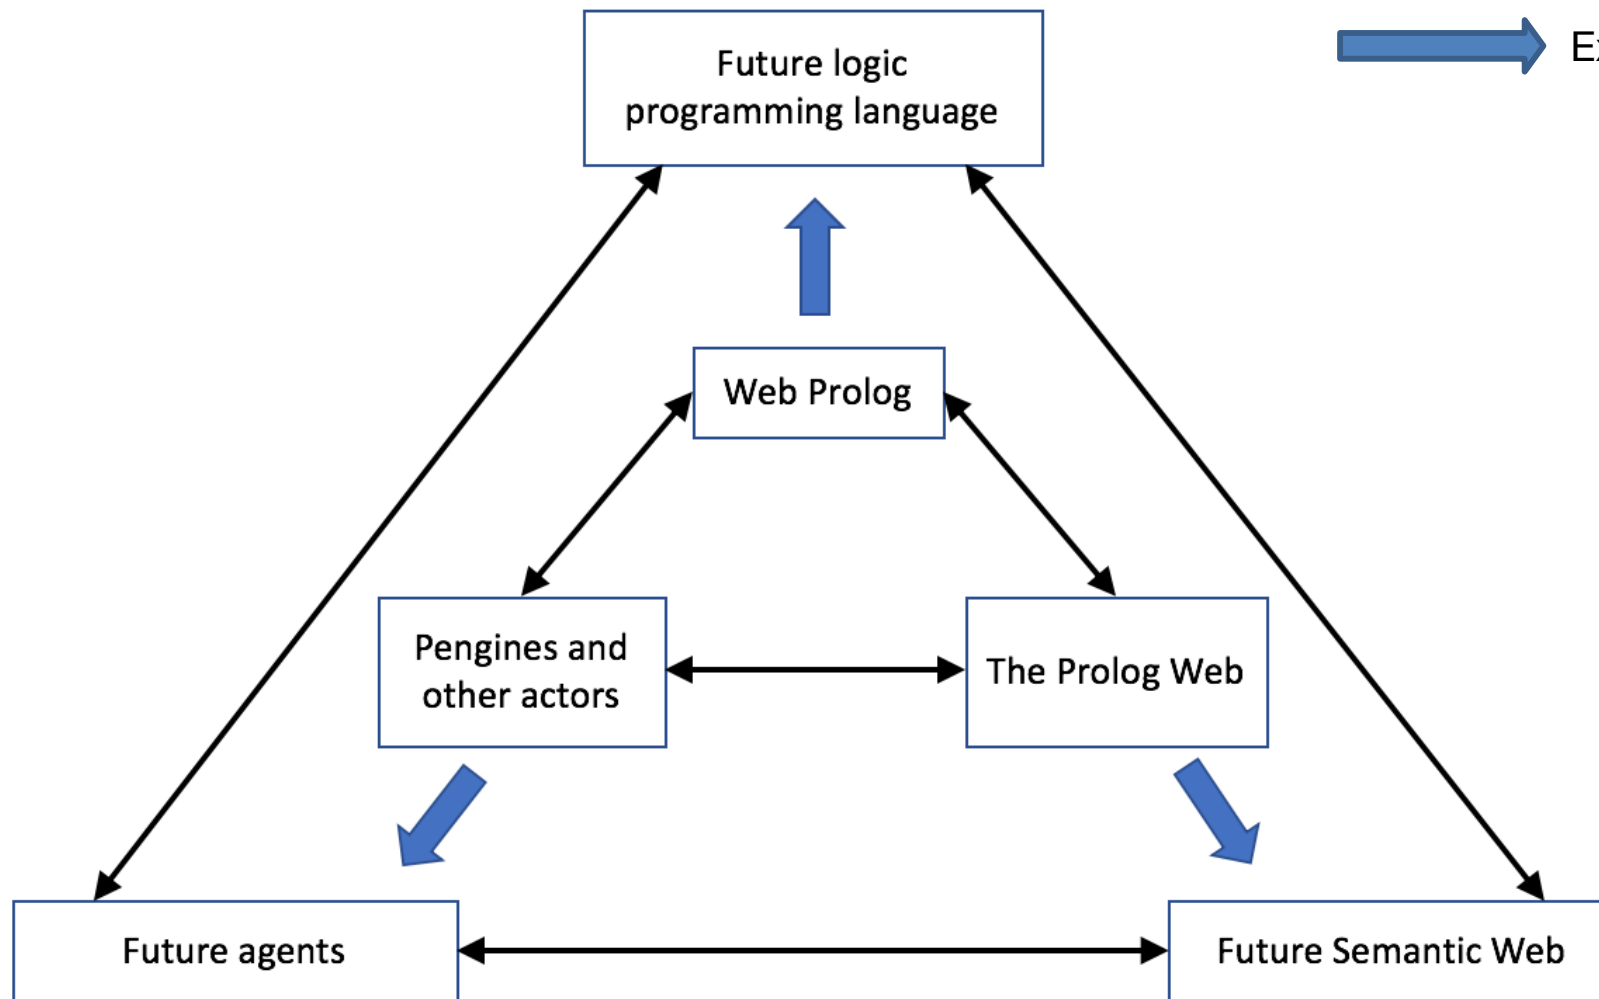 Future logic
programming language
Web Prolog
Pengines and
other actors
The Prolog Web
Future agents
Future Semantic Web